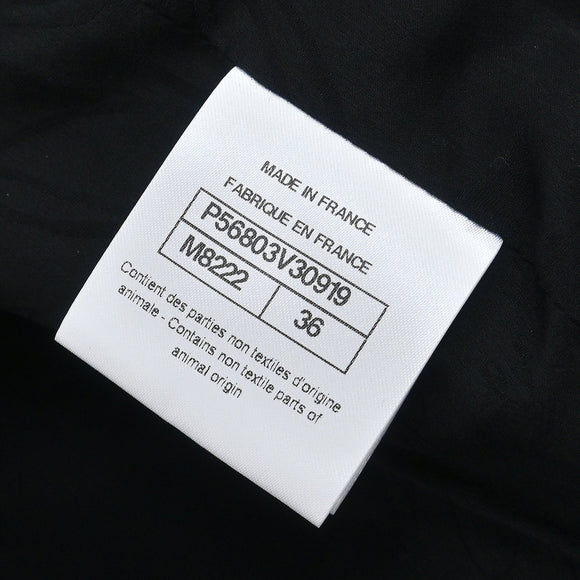 MADE IN FRANCE
FABRIQUE EN FRANCE
P56803V30919
M8222 36
Contient des parties non textiles d'origine
animale - Contains non textile parts of
animal origin